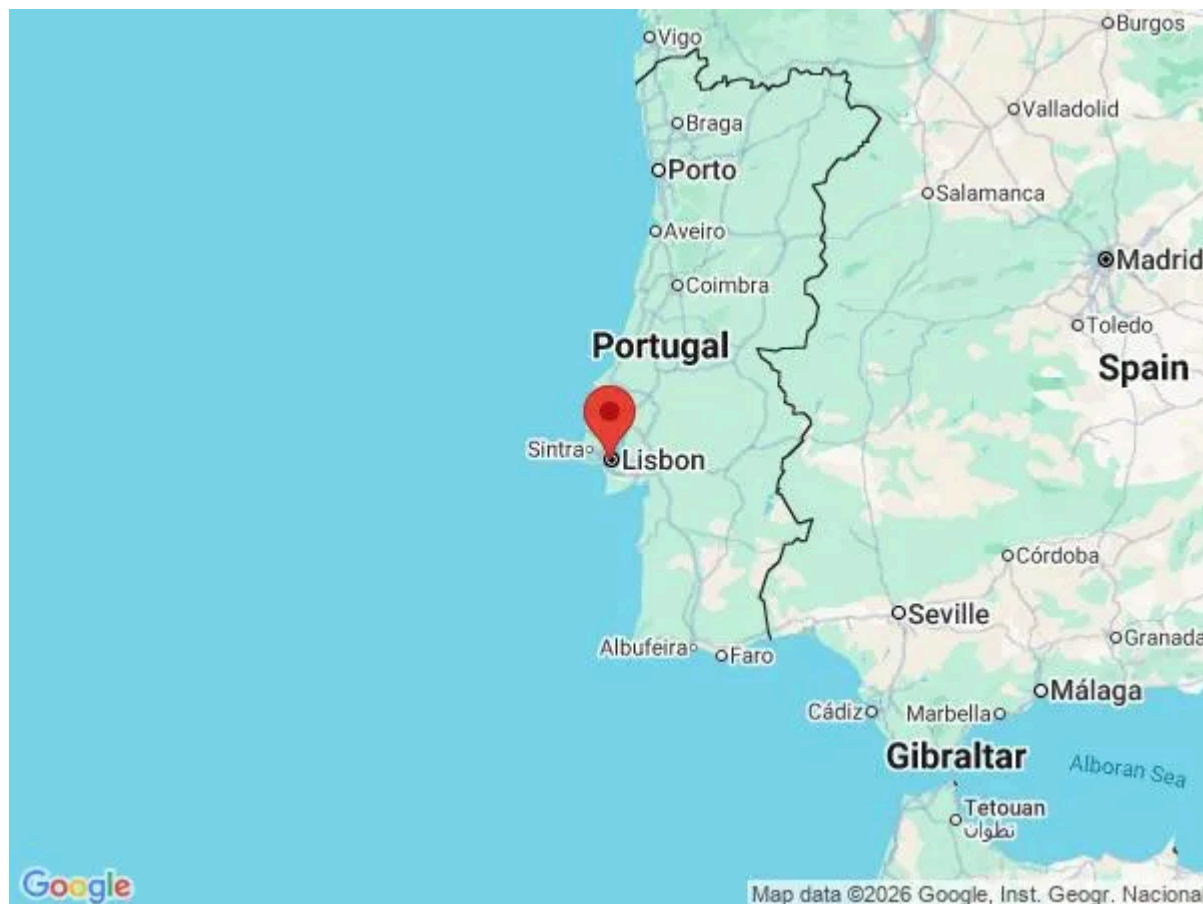 Burgos
Vigo
Valladolid
Braga
Porto
Salamanca
Aveiro
Madrid
Coimbra
Toledo
Portugal
Spain
Sintra
Lisbon
Córdoba
Seville
Granada
Albufeira
Faro
Málaga
Cádiz
Marbella
Gibraltar
Alboran Sea
Tetouan
تطوان
Google
Map data ©2026 Google, Inst. Geogr. Nacional